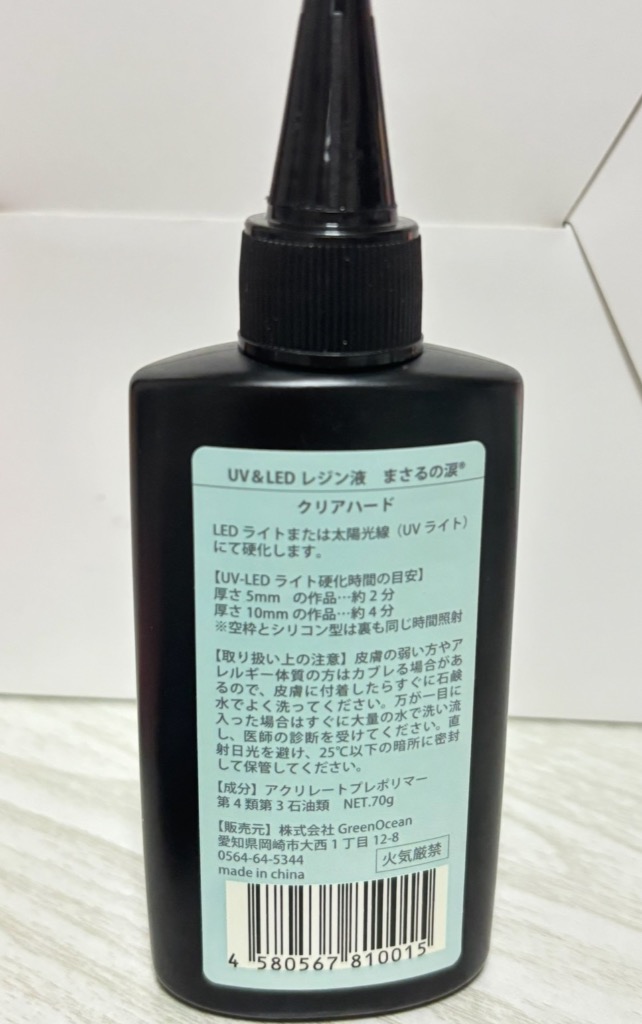 UV＆LED レジン液　まさるの涙®
クリアハード
LED ライトまたは太陽光線（UV ライト）
にて硬化します。
【UV-LED ライト硬化時間の目安】
厚さ 5mm　の作品…約 2 分
厚さ 10mm の作品…約 4 分
※空枠とシリコン型は裏も同じ時間照射
【取り扱い上の注意】皮膚の弱い方やア
レルギー体質の方はカブレる場合があ
るので、皮膚に付着したらすぐに石鹸
水でよく洗ってください。万が一目に
入った場合はすぐに大量の水で洗い流
し、医師の診断を受けてください。直
射日光を避け、25℃以下の暗所に密封
して保管してください。
【成分】アクリレートプレポリマー
第 4 類第 3 石油類　NET.70g
【販売元】株式会社 GreenOcean
愛知県岡崎市大西 1 丁目 12-8
0564-64-5344
火気厳禁
made in china
4 580567 810015